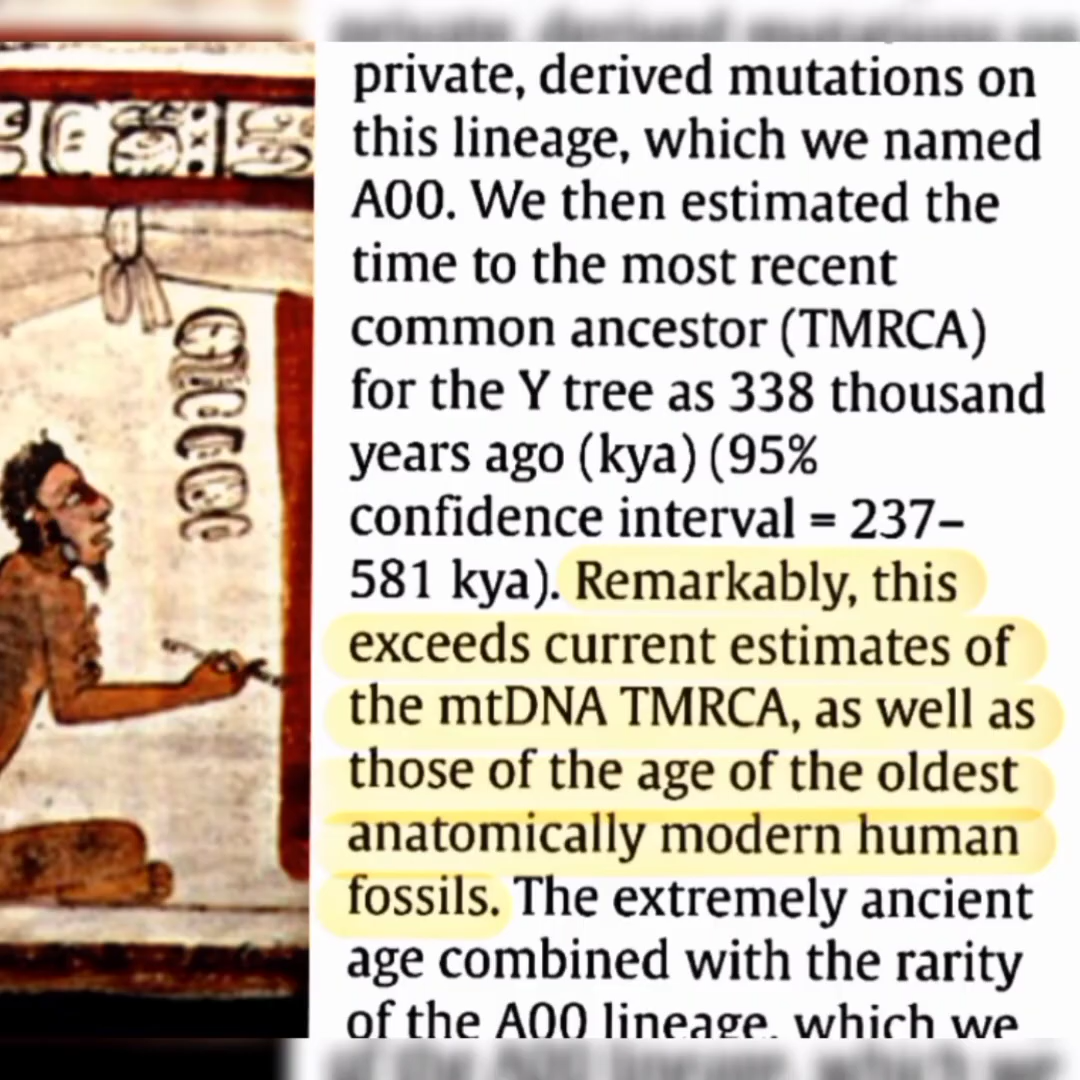 private, derived mutations on
this lineage, which we named
A00. We then estimated the
time to the most recent
common ancestor (TMRCA)
for the Y tree as 338 thousand
years ago (kya) (95%
confidence interval = 237–
581 kya). Remarkably, this
exceeds current estimates of
the mtDNA TMRCA, as well as
those of the age of the oldest
anatomically modern human
fossils. The extremely ancient
age combined with the rarity
of the A00 lineage, which we